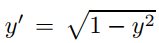 y′ = √(1 − y²)